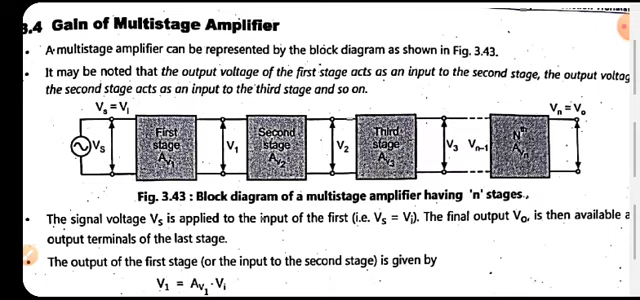 3.4 Gain of Multistage Amplifier
• A multistage amplifier can be represented by the block diagram as shown in Fig. 3.43.
• It may be noted that the output voltage of the first stage acts as an input to the second stage, the output voltag
the second stage acts as an input to the third stage and so on.
Vs = Vi
Vn = Vo
Vs
First stage Av1
V1
Second stage Av2
V2
Third stage Av3
V3
Vn-1
Nth Avn
Fig. 3.43 : Block diagram of a multistage amplifier having 'n' stages.
• The signal voltage Vs is applied to the input of the first (i.e. Vs = Vi). The final output Vo, is then available a
output terminals of the last stage.
The output of the first stage (or the input to the second stage) is given by
V1 = Av1 · Vi